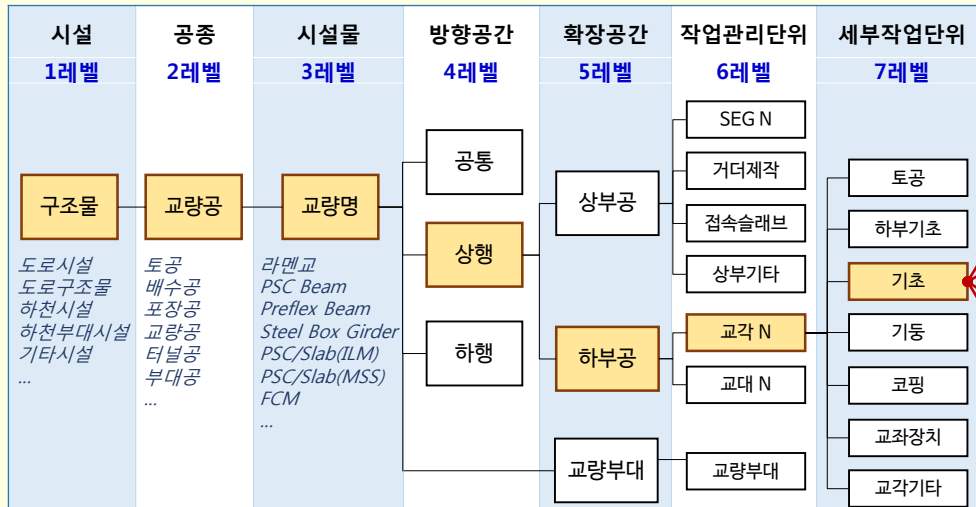 시설
공종
시설물
방향공간
확장공간
작업관리단위
세부작업단위
1레벨
2레벨
3레벨
4레벨
5레벨
6레벨
7레벨
구조물
도로시설
도로구조물
하천시설
하천부대시설
기타시설
...
교량공
토공
배수공
포장공
교량공
터널공
부대공
...
교량명
라멘교
PSC Beam
Preflex Beam
Steel Box Girder
PSC/Slab(ILM)
PSC/Slab(MSS)
FCM
...
공통
상행
하행
상부공
하부공
교량부대
SEG N
거더제작
접속슬래브
상부기타
교각 N
교대 N
교량부대
토공
하부기초
기초
기둥
코핑
교좌장치
교각기타